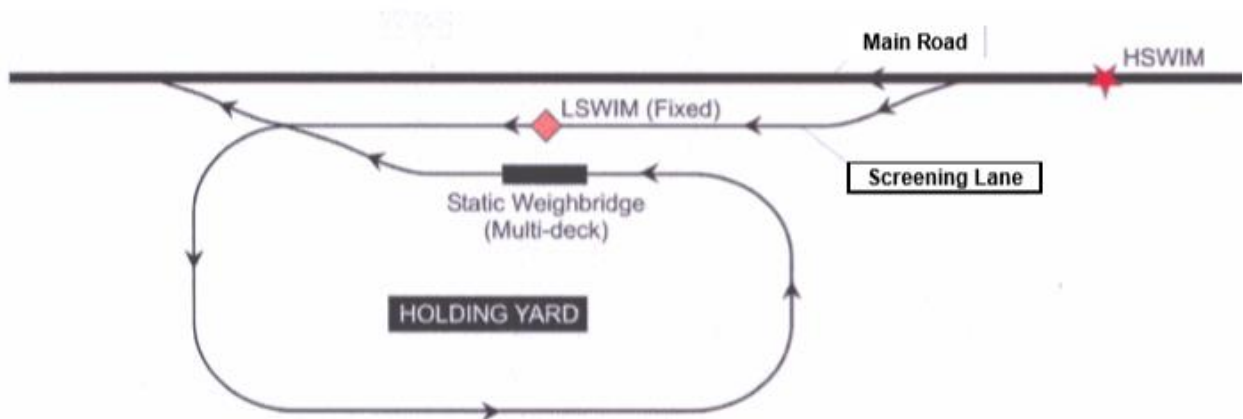 Main Road
HSWIM
LSWIM (Fixed)
Screening Lane
Static Weighbridge
(Multi-deck)
HOLDING YARD